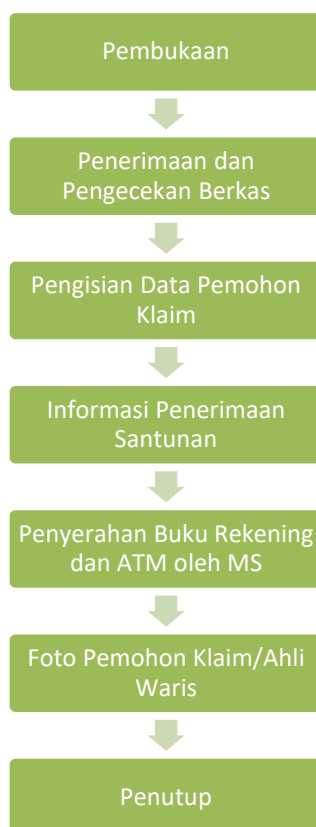 Pembukaan
Penerimaan dan
Pengecekan Berkas
Pengisian Data Pemohon
Klaim
Informasi Penerimaan
Santunan
Penyerahan Buku Rekening
dan ATM oleh MS
Foto Pemohon Klaim/Ahli
Waris
Penutup